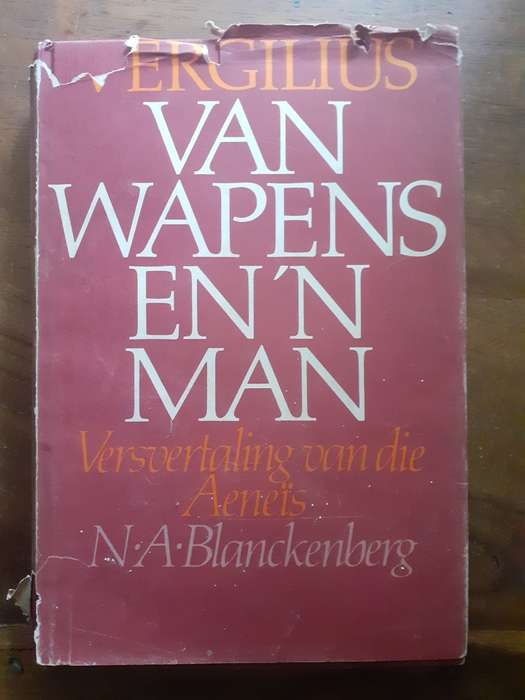 VERGILIUS
VAN
WAPENS
EN 'N
MAN
Versvertaling van die
Aeneïs
N·A·Blanckenberg